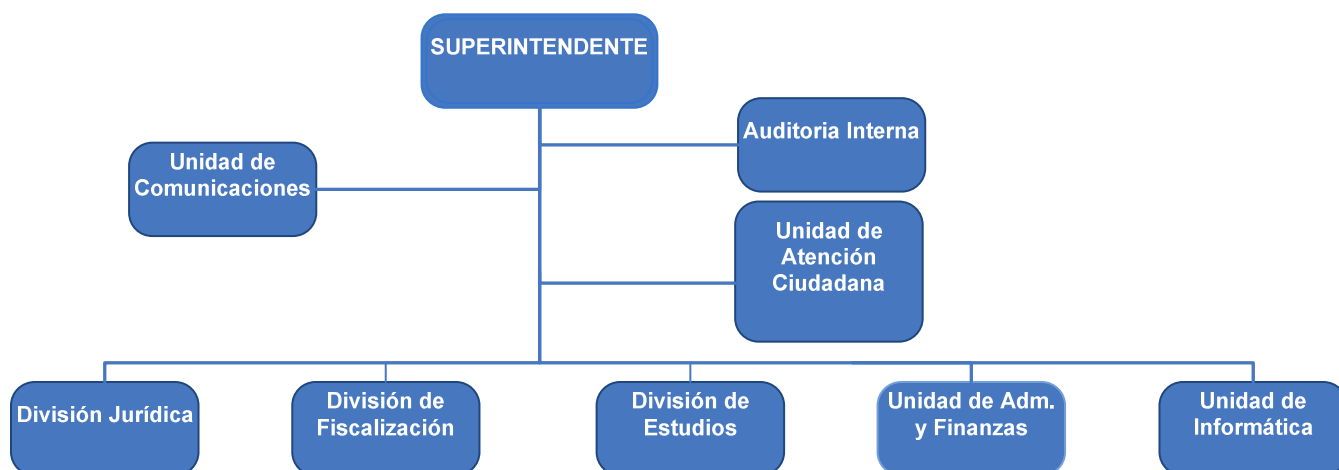 SUPERINTENDENTE
Auditoria Interna
Unidad de
Comunicaciones
Unidad de
Atención
Ciudadana
División Jurídica
División de
Fiscalización
División de
Estudios
Unidad de Adm.
y Finanzas
Unidad de
Informática